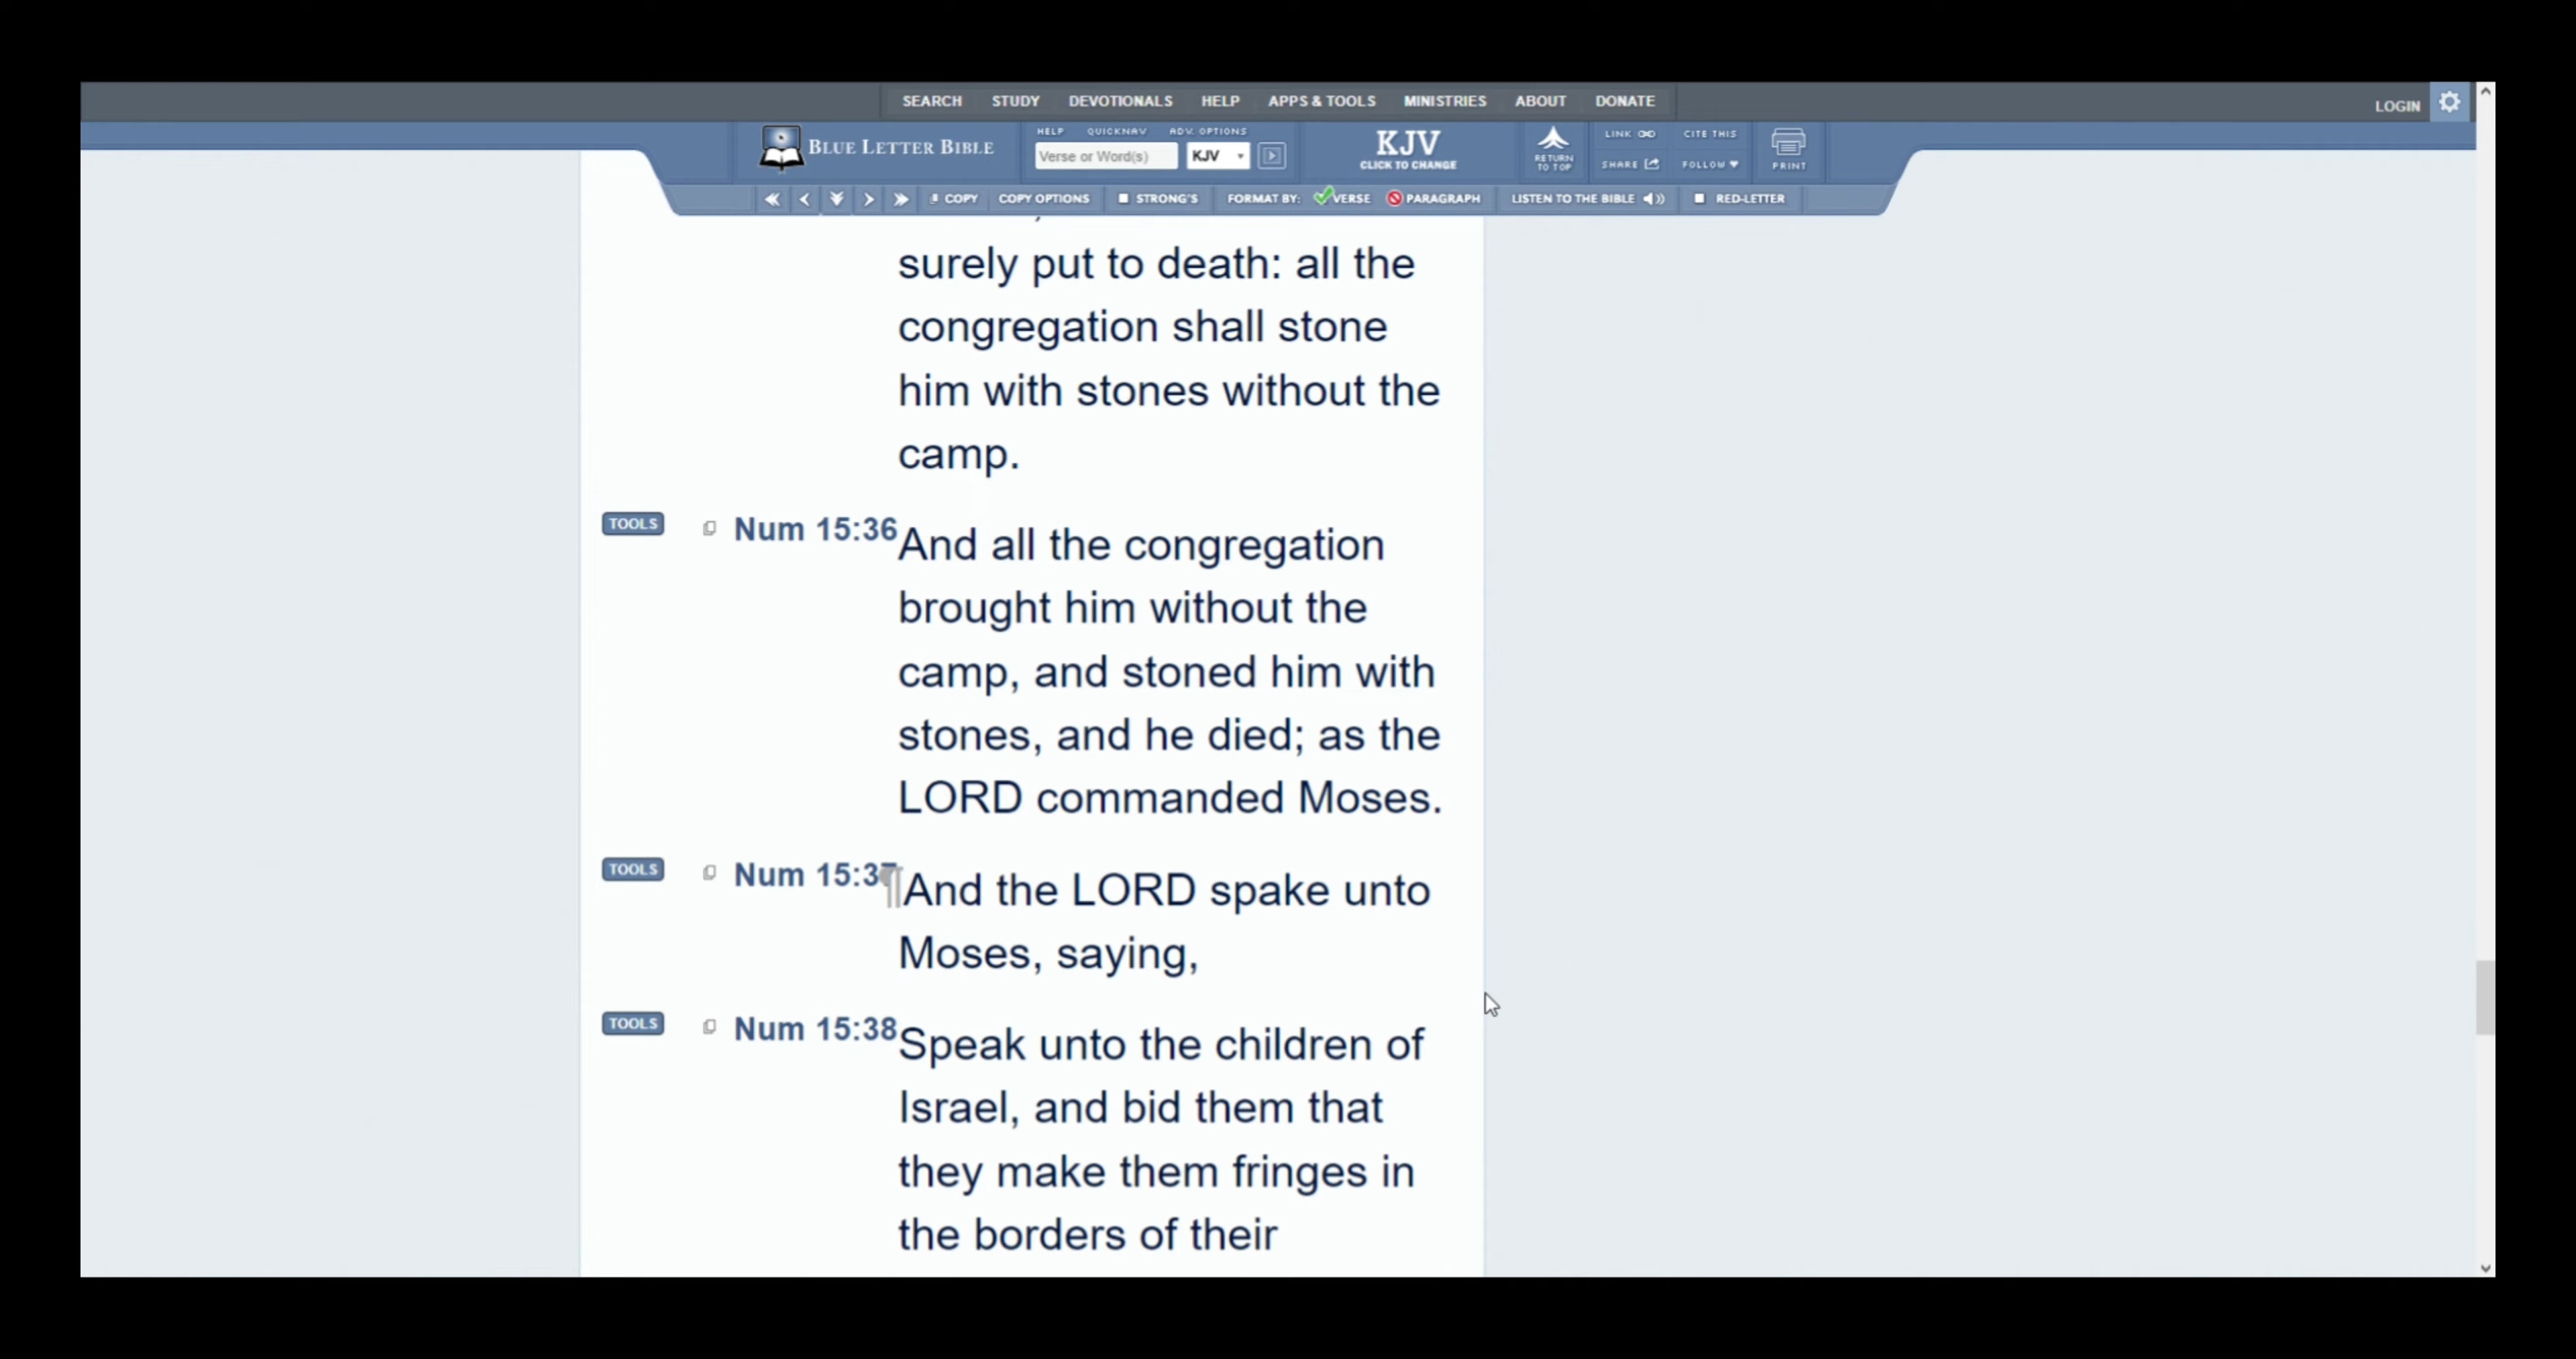 SEARCH STUDY DEVOTIONALS HELP APPS & TOOLS MINISTRIES ABOUT DONATE
LOGIN
BLUE LETTER BIBLE
HELP QUICKNAV ADV. OPTIONS
Verse or Word(s) KJV
KJV
CLICK TO CHANGE
RETURN
TO TOP
LINK CITE THIS
SHARE FOLLOW
PRINT
COPY COPY OPTIONS STRONG'S FORMAT BY: VERSE PARAGRAPH LISTEN TO THE BIBLE RED-LETTER
surely put to death: all the
congregation shall stone
him with stones without the
camp.
TOOLS Num 15:36 And all the congregation
brought him without the
camp, and stoned him with
stones, and he died; as the
LORD commanded Moses.
TOOLS Num 15:37 ¶And the LORD spake unto
Moses, saying,
TOOLS Num 15:38 Speak unto the children of
Israel, and bid them that
they make them fringes in
the borders of their